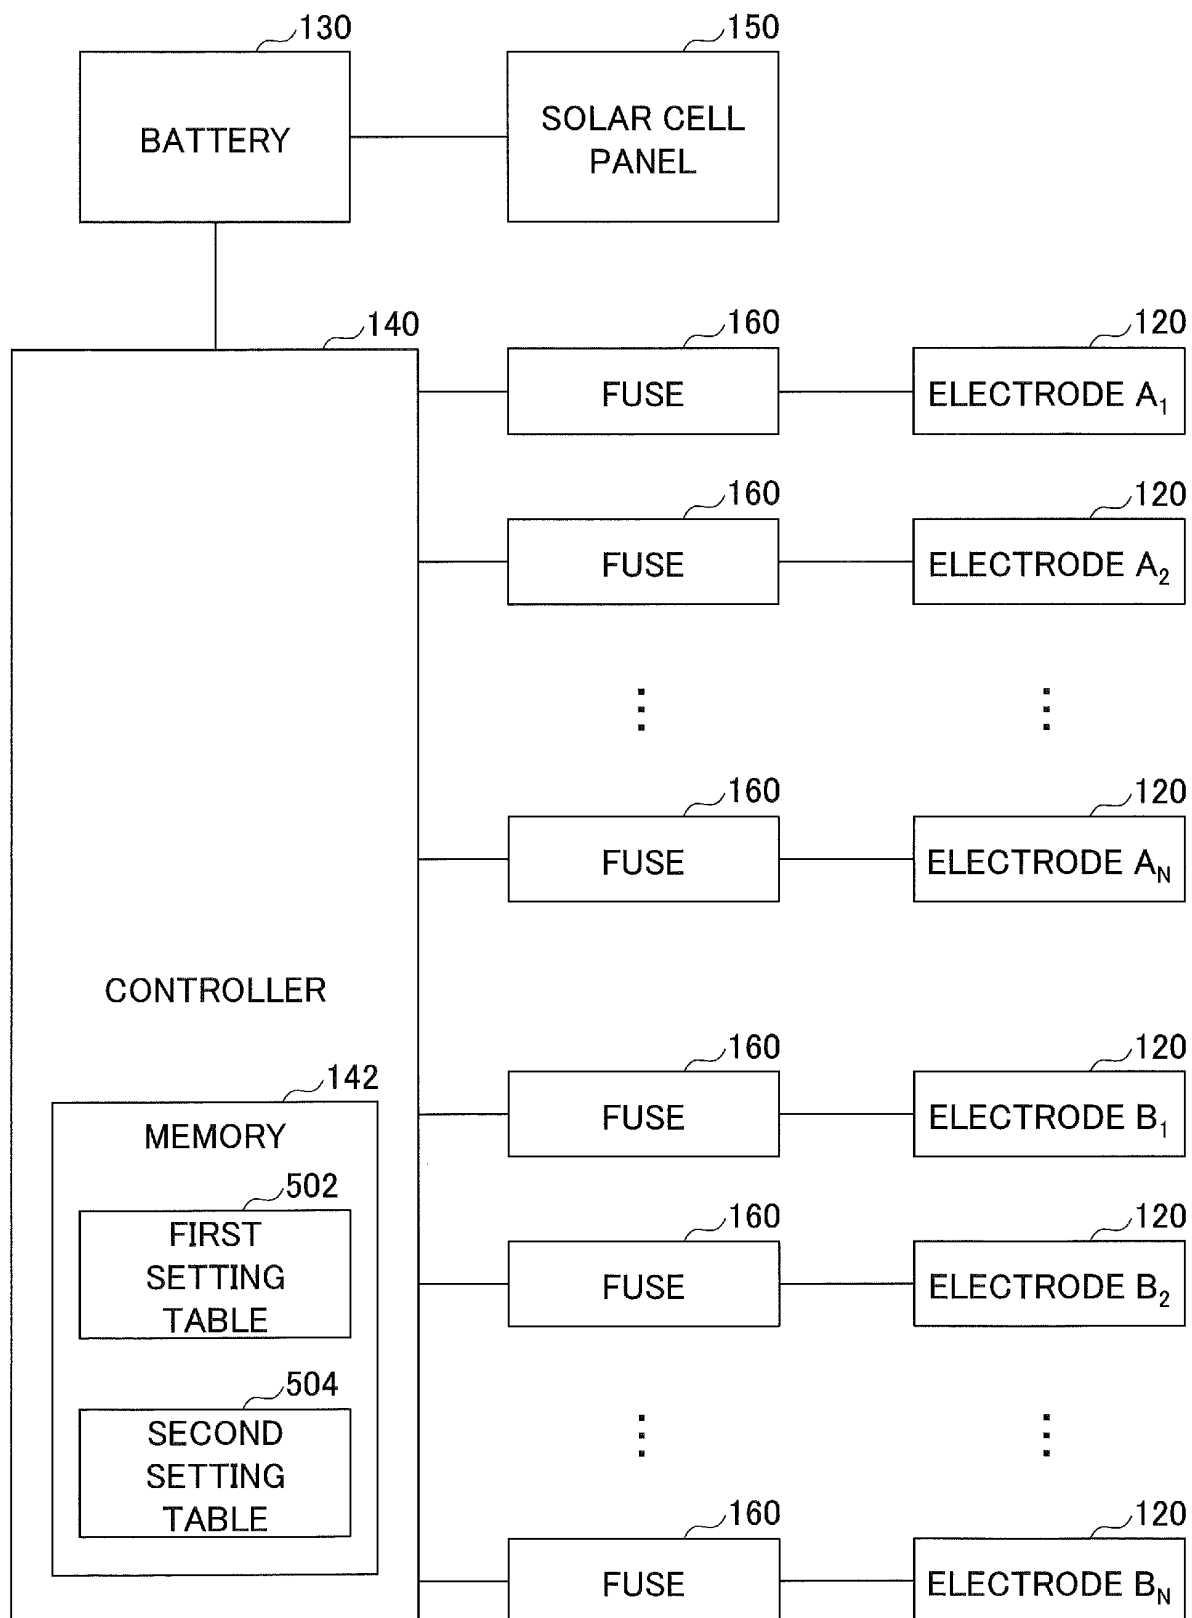 130
150
BATTERY
SOLAR CELL
PANEL
140
160
120
FUSE
ELECTRODE A₁
160
120
FUSE
ELECTRODE A₂
160
120
FUSE
ELECTRODE A_N
CONTROLLER
160
120
FUSE
ELECTRODE B₁
142
MEMORY
502
FIRST
SETTING
TABLE
160
120
FUSE
ELECTRODE B₂
504
SECOND
SETTING
TABLE
160
120
FUSE
ELECTRODE B_N